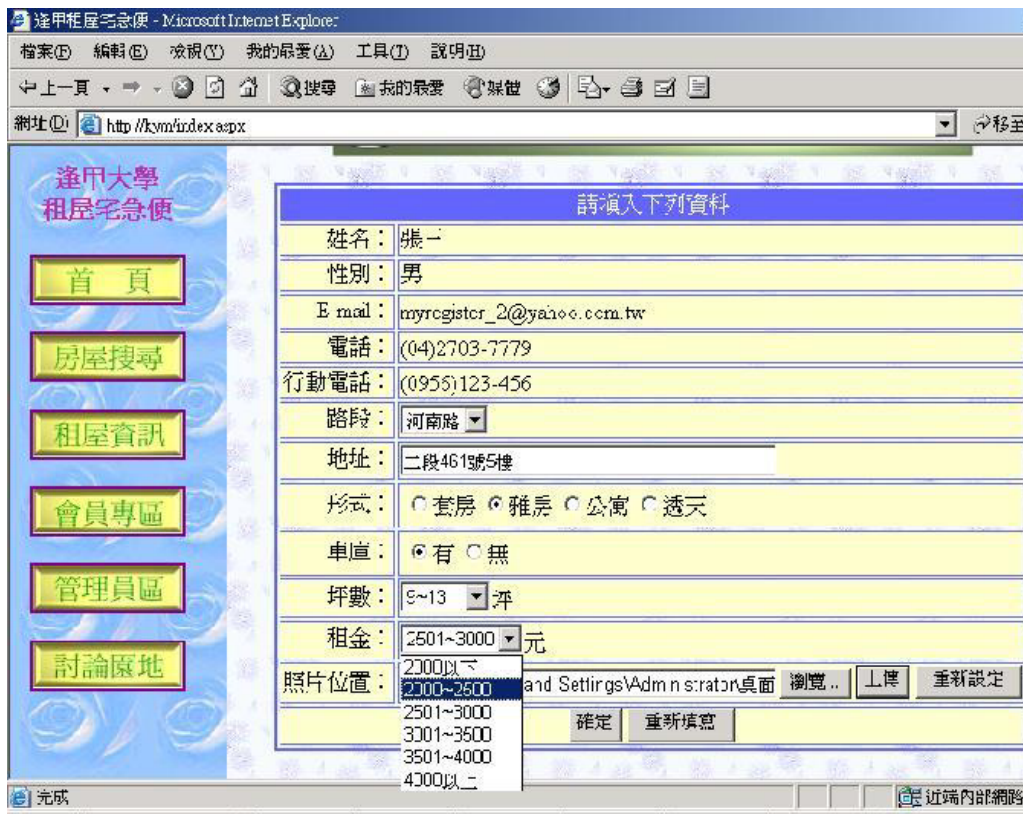 逢甲租屋宅急便 - Microsoft Internet Explorer
檔案(F) 編輯(E) 檢視(V) 我的最愛(A) 工具(T) 說明(H)
上一頁 搜尋 我的最愛 媒體
網址(D) http://kym/index.aspx 移至
逢甲大學
租屋宅急便
首 頁
房屋搜尋
租屋資訊
會員專區
管理員區
討論園地
請填入下列資料
姓名：
性別：男
E mail：myregister_2@yahoo.com.tw
電話：(04)2703-7779
行動電話：(0956)123-456
路段：河南路
地址：二段461號5樓
形式：套房 雅房 公寓 透天
車庫：有 無
坪數：9~13 坪
租金：2501~3000 元
2000以下
2000~2500
2501~3000
3001~3500
3501~4000
4000以上
照片位置：and Settings\Administrator\桌面 瀏覽... 上傳 重新設定
確定 重新填寫
完成 近端內部網路